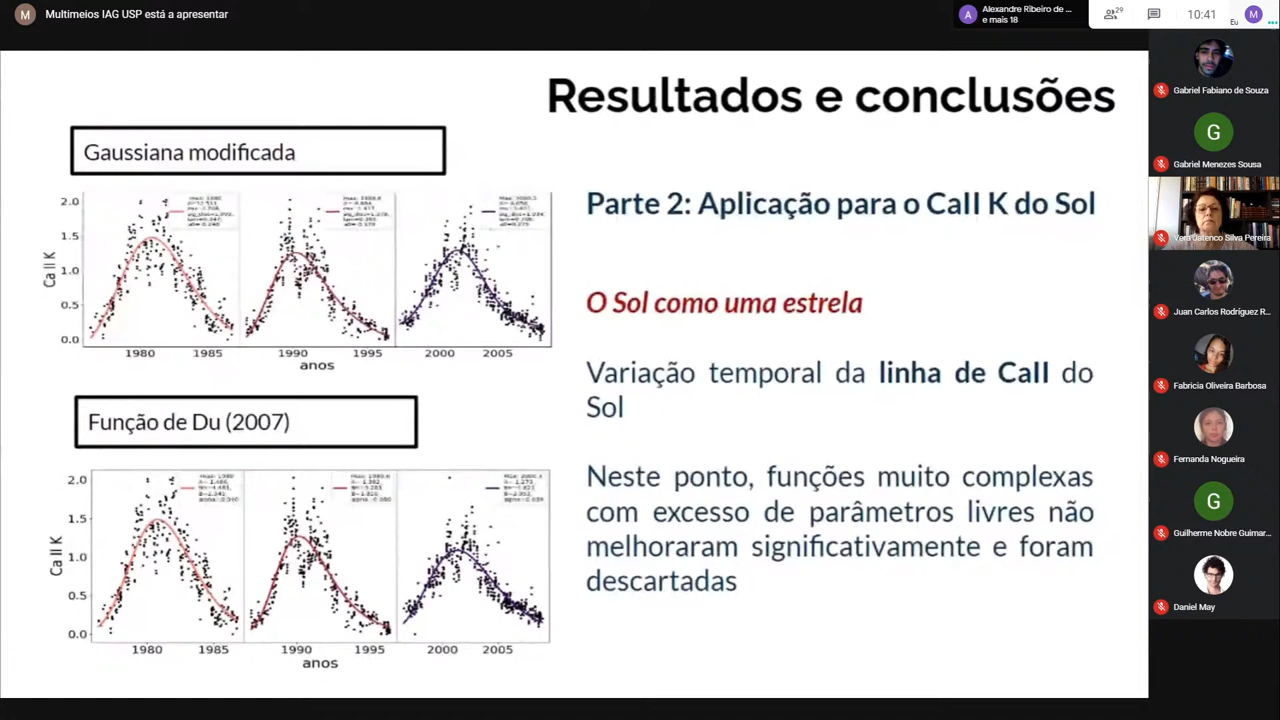 M Multimeios IAG USP está a apresentar
A Alexandre Ribeiro de ...
e mais 18
29
10:41
Eu
M
Resultados e conclusões
Gaussiana modificada
2.0
1.5
1.0
0.5
0.0
Ca II K
1980 1985 1990 1995 2000 2005
anos
Função de Du (2007)
2.0
1.5
1.0
0.5
0.0
Ca II K
1980 1985 1990 1995 2000 2005
anos
Parte 2: Aplicação para o CaII K do Sol
O Sol como uma estrela
Variação temporal da linha de CaII do
Sol
Neste ponto, funções muito complexas
com excesso de parâmetros livres não
melhoraram significativamente e foram
descartadas
Gabriel Fabiano de Souza
G
Gabriel Menezes Sousa
Vera Jatenco Silva Pereira
Juan Carlos Rodríguez R...
Fabricia Oliveira Barbosa
Fernanda Nogueira
G
Guilherme Nobre Guimar...
Daniel May